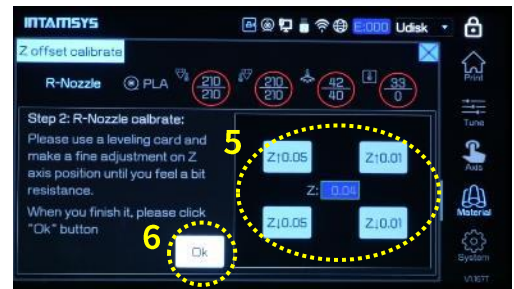 INTAMSYS E:000 Udisk
Z offset calibrate
R-Nozzle PLA 210 210 42 33
210 210 40 0
Print
Step 2: R-Nozzle calbrate:
Please use a leveling card and
make a fine adjustment on Z
axis position until you feel a bit
resistance.
When you finish it, please click
"Ok" button
5
Z↑0.05 Z↑0.01
Z: 0.04
Z↓0.05 Z↓0.01
6
Ok
Tune
Axis
Material
System
V1.167T